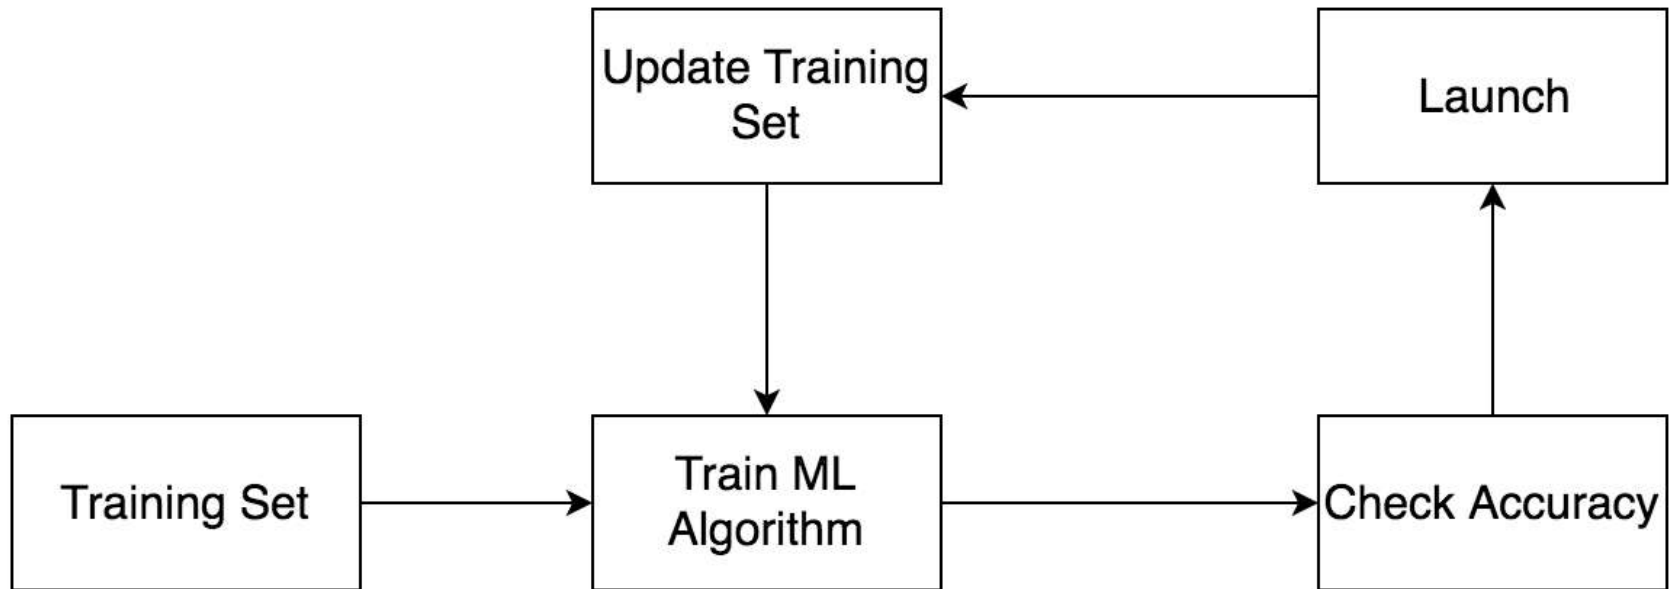 Update Training
Set
Launch
Training Set
Train ML
Algorithm
Check Accuracy